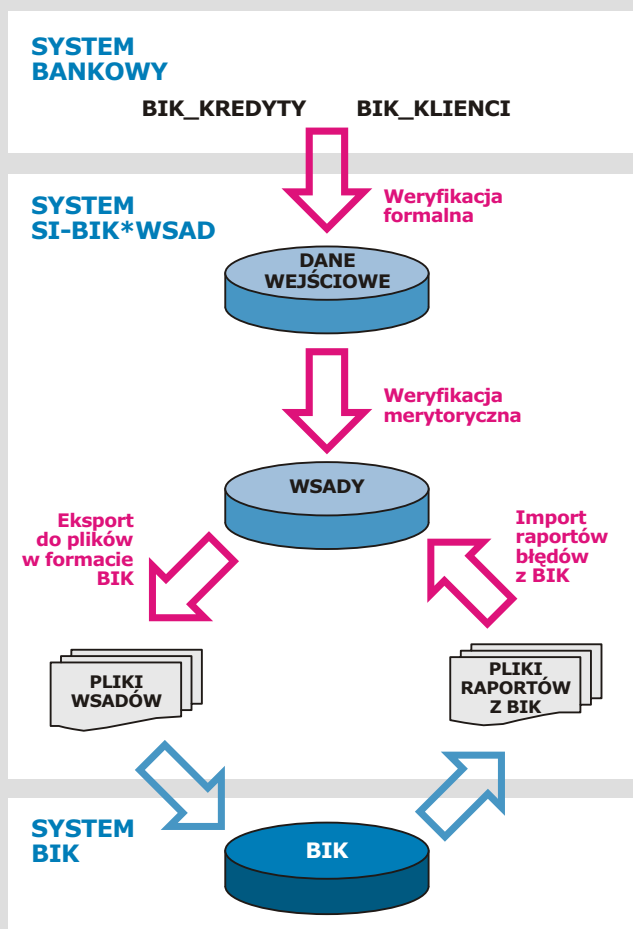 SYSTEM
BANKOWY
BIK_KREDYTY BIK_KLIENCI
SYSTEM
SI-BIK*WSAD
Weryfikacja
formalna
DANE
WEJŚCIOWE
Weryfikacja
merytoryczna
WSADY
Eksport
do plików
w formacie
BIK
Import
raportów
błędów
z BIK
PLIKI
WSADÓW
PLIKI
RAPORTÓW
Z BIK
SYSTEM
BIK
BIK